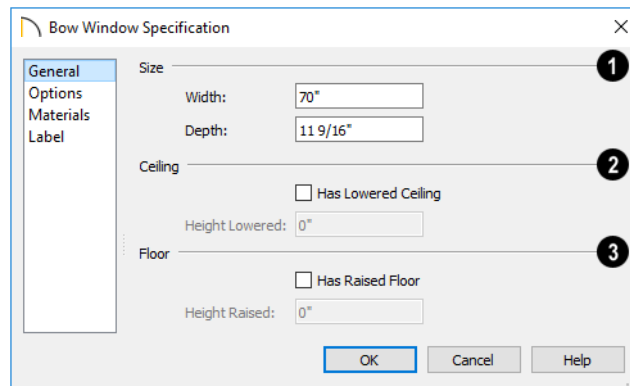 Bow Window Specification
General
Options
Materials
Label
Size
1
Width: 70"
Depth: 11 9/16"
Ceiling
2
Has Lowered Ceiling
Height Lowered: 0"
Floor
3
Has Raised Floor
Height Raised: 0"
OK Cancel Help